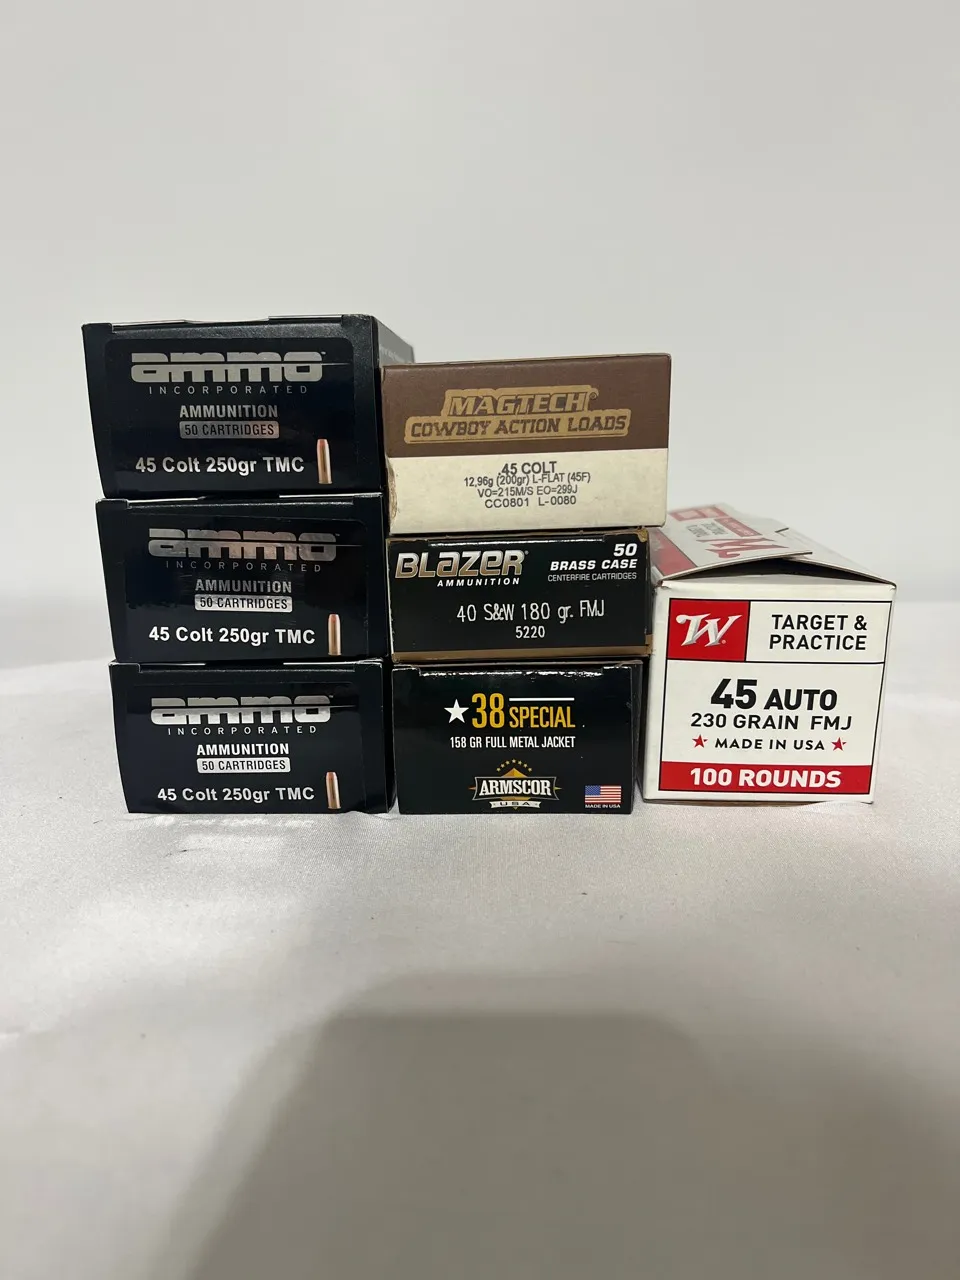 ammo
INCORPORATED
AMMUNITION
50 CARTRIDGES
45 Colt 250gr TMC
ammo
INCORPORATED
AMMUNITION
50 CARTRIDGES
45 Colt 250gr TMC
ammo
INCORPORATED
AMMUNITION
50 CARTRIDGES
45 Colt 250gr TMC
MAGTECH®
COWBOY ACTION LOADS
.45 COLT
12,96g (200gr) L-FLAT (45F)
VO=215M/S EO=299J
CC0801 L-0080
BLAZER®
AMMUNITION
50
BRASS CASE
CENTERFIRE CARTRIDGES
40 S&W 180 gr. FMJ
5220
38 SPECIAL
158 GR FULL METAL JACKET
ARMSCOR
USA
MADE IN USA
W
TARGET &
PRACTICE
45 AUTO
230 GRAIN FMJ
MADE IN USA
100 ROUNDS